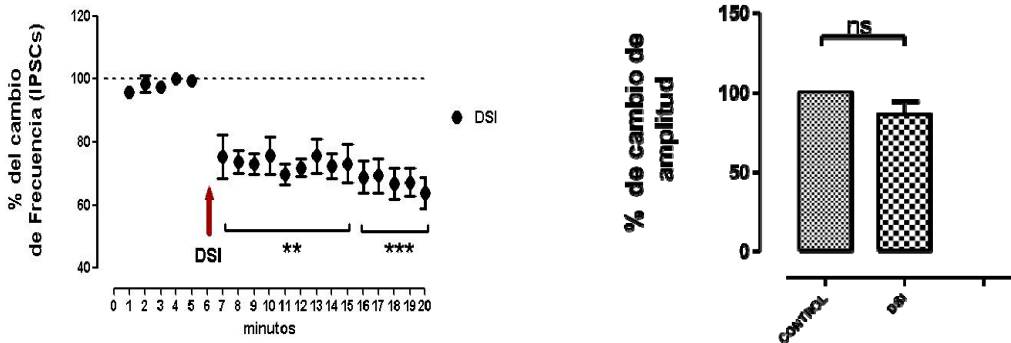 % del cambio
de Frecuencia (IPSCs)
120
100
80
60
40
DSI
DSI
**
***
0 1 2 3 4 5 6 7 8 9 10 11 12 13 14 15 16 17 18 19 20
minutos
% de cambio de
amplitud
150
100
50
0
ns
CONTROL
DSI